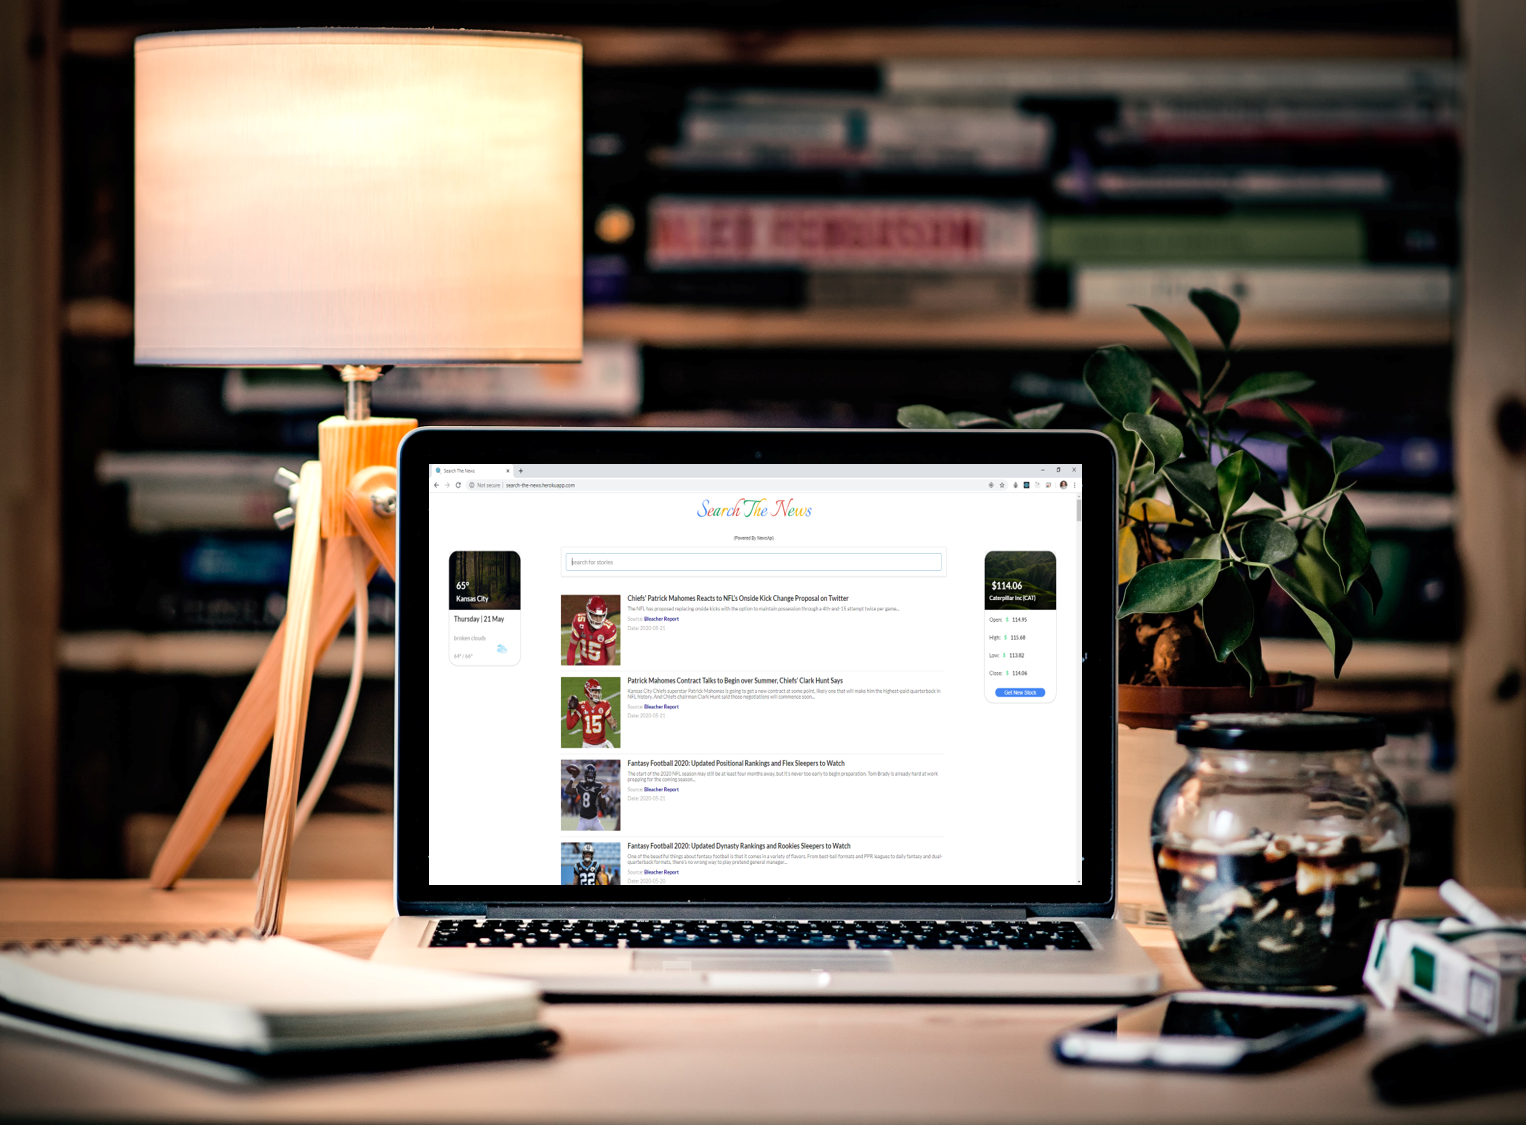 ALEX FERGUSON
Search The News
Not secure | search-the-news.herokuapp.com
Search The News
(Powered By NewsApi)
search for stories
65°
Kansas City
Thursday | 21 May
broken clouds
64° / 66°
Chiefs' Patrick Mahomes Reacts to NFL's Onside Kick Change Proposal on Twitter
The NFL has proposed replacing onside kicks with the option to maintain possession through a 4th-and-15 attempt twice per game...
Source: Bleacher Report
Date: 2020-05-21
Patrick Mahomes Contract Talks to Begin over Summer, Chiefs' Clark Hunt Says
Kansas City Chiefs superstar Patrick Mahomes is going to get a new contract at some point, likely one that will make him the highest-paid quarterback in
NFL history. And Chiefs chairman Clark Hunt said those negotiations will commence soon...
Source: Bleacher Report
Date: 2020-05-21
Fantasy Football 2020: Updated Positional Rankings and Flex Sleepers to Watch
The start of the 2020 NFL season may still be at least four months away, but it's never too early to begin preparation. Tom Brady is already hard at work
prepping for the coming season...
Source: Bleacher Report
Date: 2020-05-21
Fantasy Football 2020: Updated Dynasty Rankings and Rookies Sleepers to Watch
One of the beautiful things about fantasy football is that it comes in a variety of flavors. From best-ball formats and PPR leagues to daily fantasy and dual-
quarterback formats, there's no wrong way to play pretend general manager...
Source: Bleacher Report
Date: 2020-05-20
15
15
8
22
$114.06
Caterpillar Inc (CAT)
Open: $ 114.95
High: $ 115.68
Low: $ 113.82
Close: $ 114.06
Get New Stock